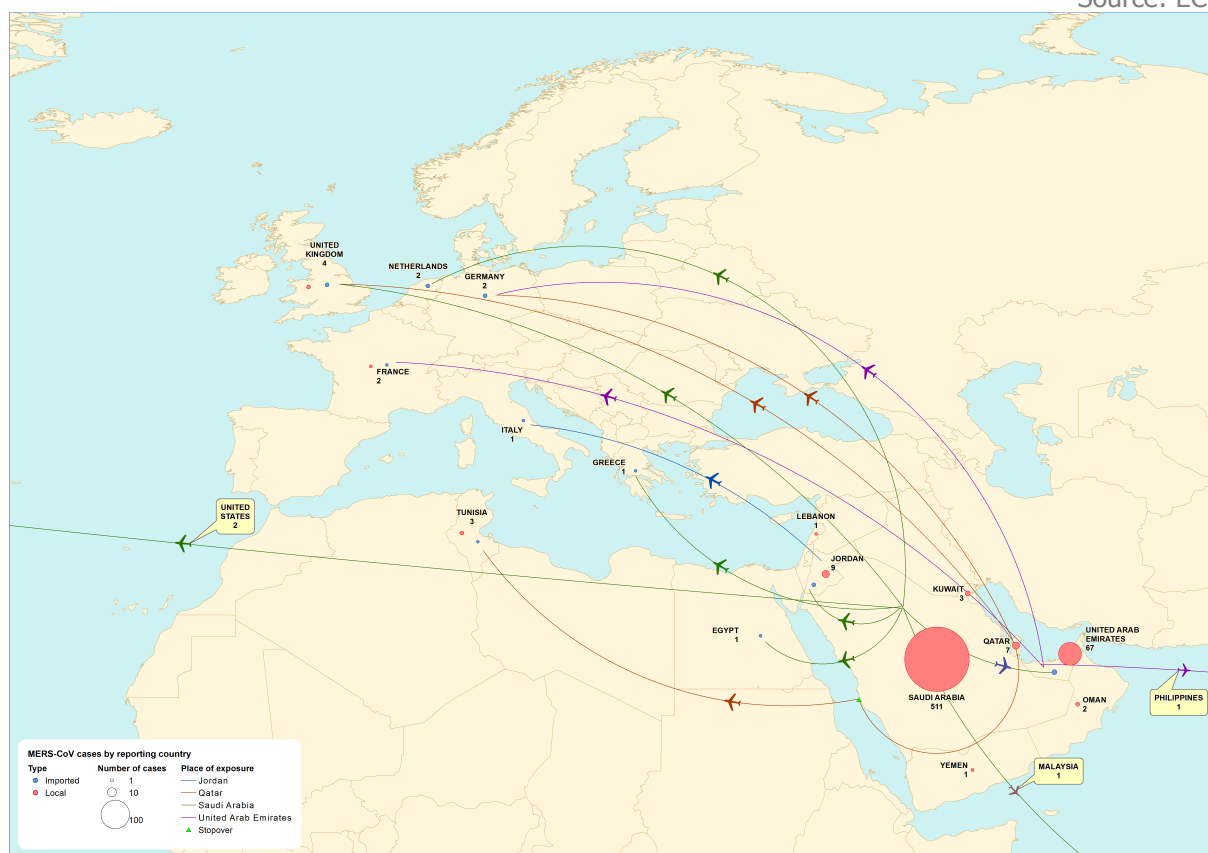 Source: EC
UNITED
KINGDOM
4
NETHERLANDS
2
GERMANY
2
FRANCE
2
ITALY
1
GREECE
1
UNITED
STATES
2
TUNISIA
3
LEBANON
1
JORDAN
9
KUWAIT
3
EGYPT
1
QATAR
7
UNITED ARAB
EMIRATES
67
SAUDI ARABIA
511
OMAN
2
PHILIPPINES
1
YEMEN
1
MALAYSIA
1
MERS-CoV cases by reporting country
Type Number of cases Place of exposure
Imported 1 Jordan
Local 10 Qatar
Saudi Arabia
100 United Arab Emirates
Stopover